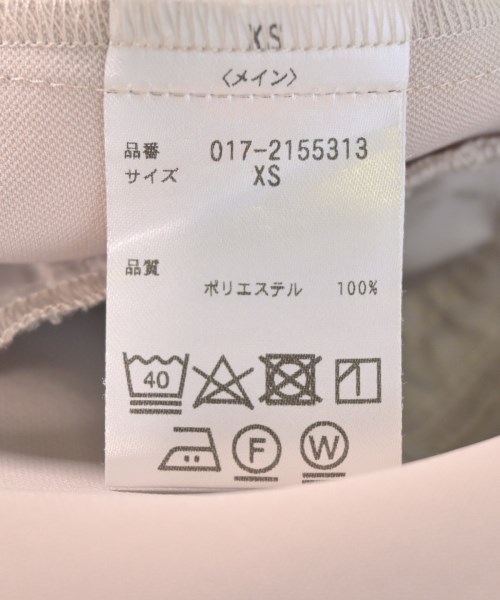 XS
〈メイン〉
品番 017-2155313
サイズ XS
品質
ポリエステル 100%
40
F W